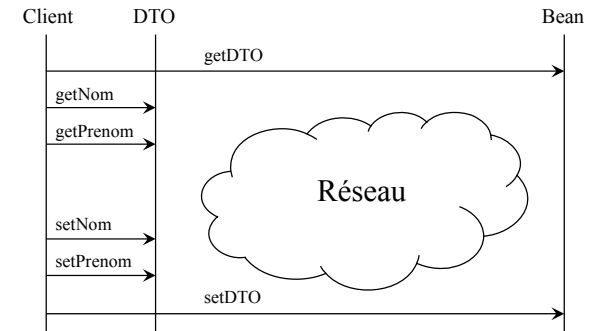 Client DTO Bean
getDTO
getNom
getPrenom
Réseau
setNom
setPrenom
setDTO